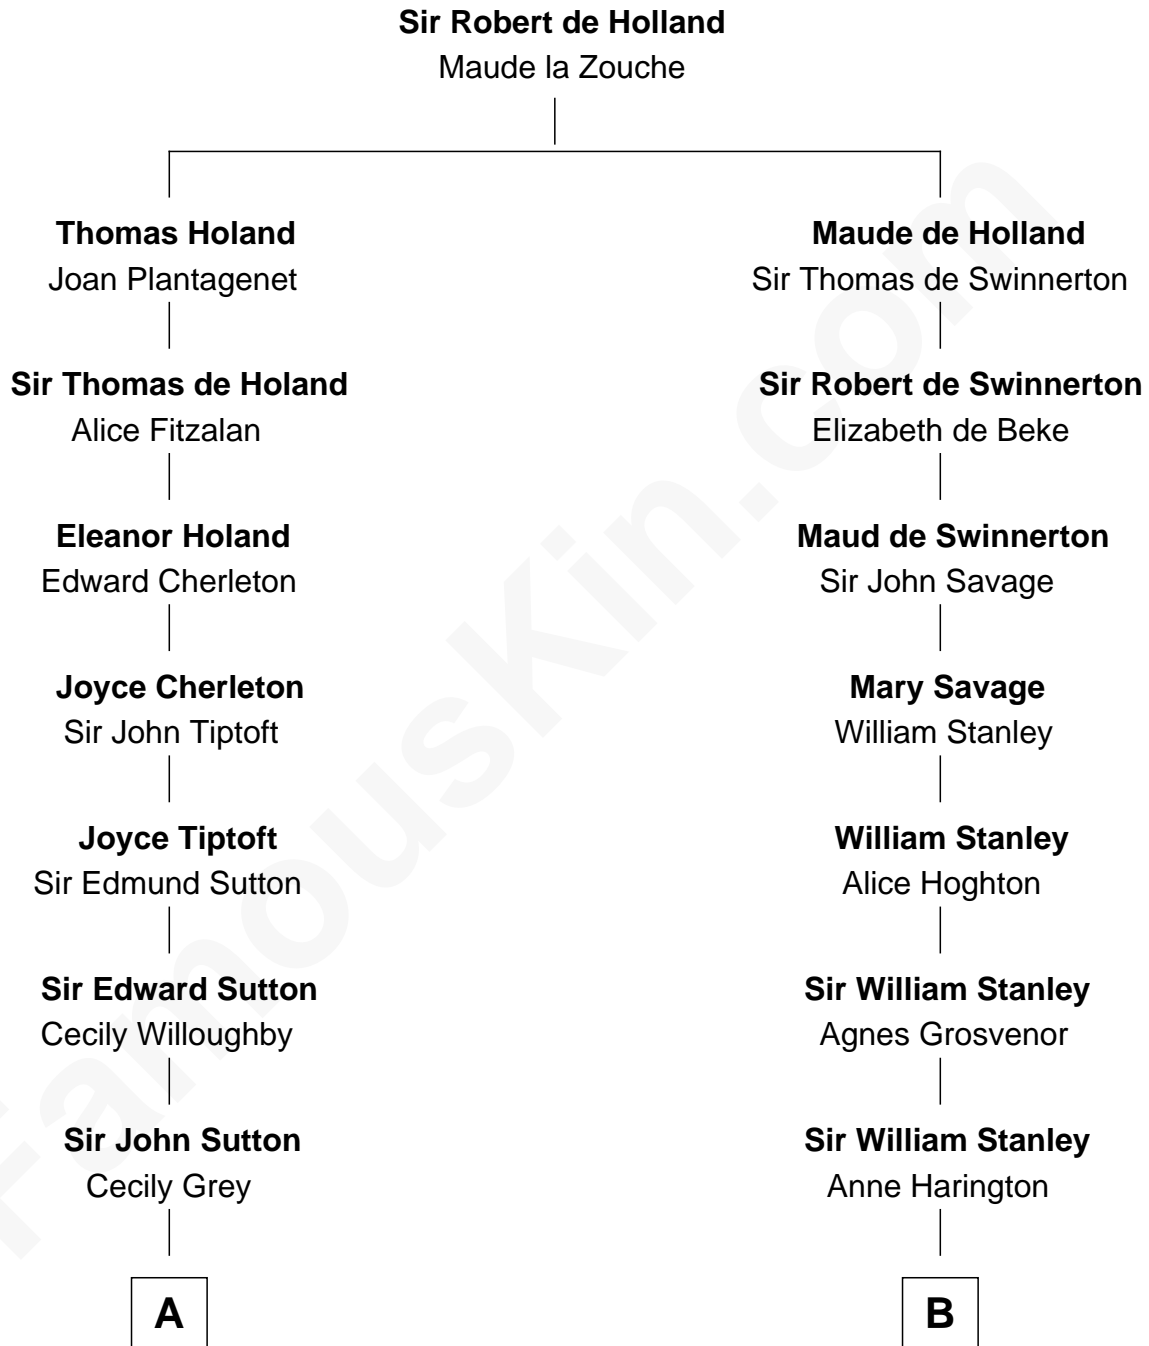 Sir Robert de Holland
Maude la Zouche
Thomas Holand
Joan Plantagenet
Maude de Holland
Sir Thomas de Swinnerton
Sir Thomas de Holand
Alice Fitzalan
Sir Robert de Swinnerton
Elizabeth de Beke
Eleanor Holand
Edward Cherleton
Maud de Swinnerton
Sir John Savage
Joyce Cherleton
Sir John Tiptoft
Mary Savage
William Stanley
Joyce Tiptoft
Sir Edmund Sutton
William Stanley
Alice Hoghton
Sir Edward Sutton
Cecily Willoughby
Sir William Stanley
Agnes Grosvenor
Sir John Sutton
Cecily Grey
Sir William Stanley
Anne Harington
A
B
FamousKin.com